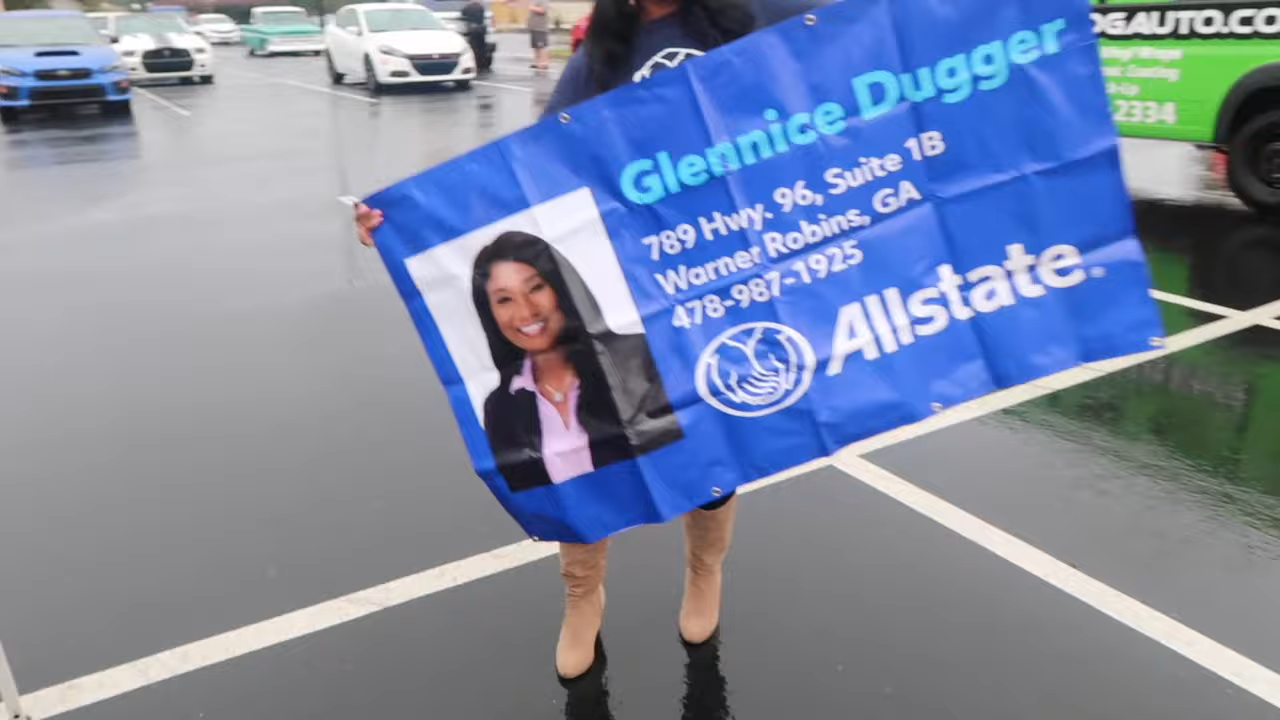 Glennice Dugger
789 Hwy. 96, Suite 1B
Warner Robins, GA
478-987-1925
Allstate.
OGAUTO.CO
2334